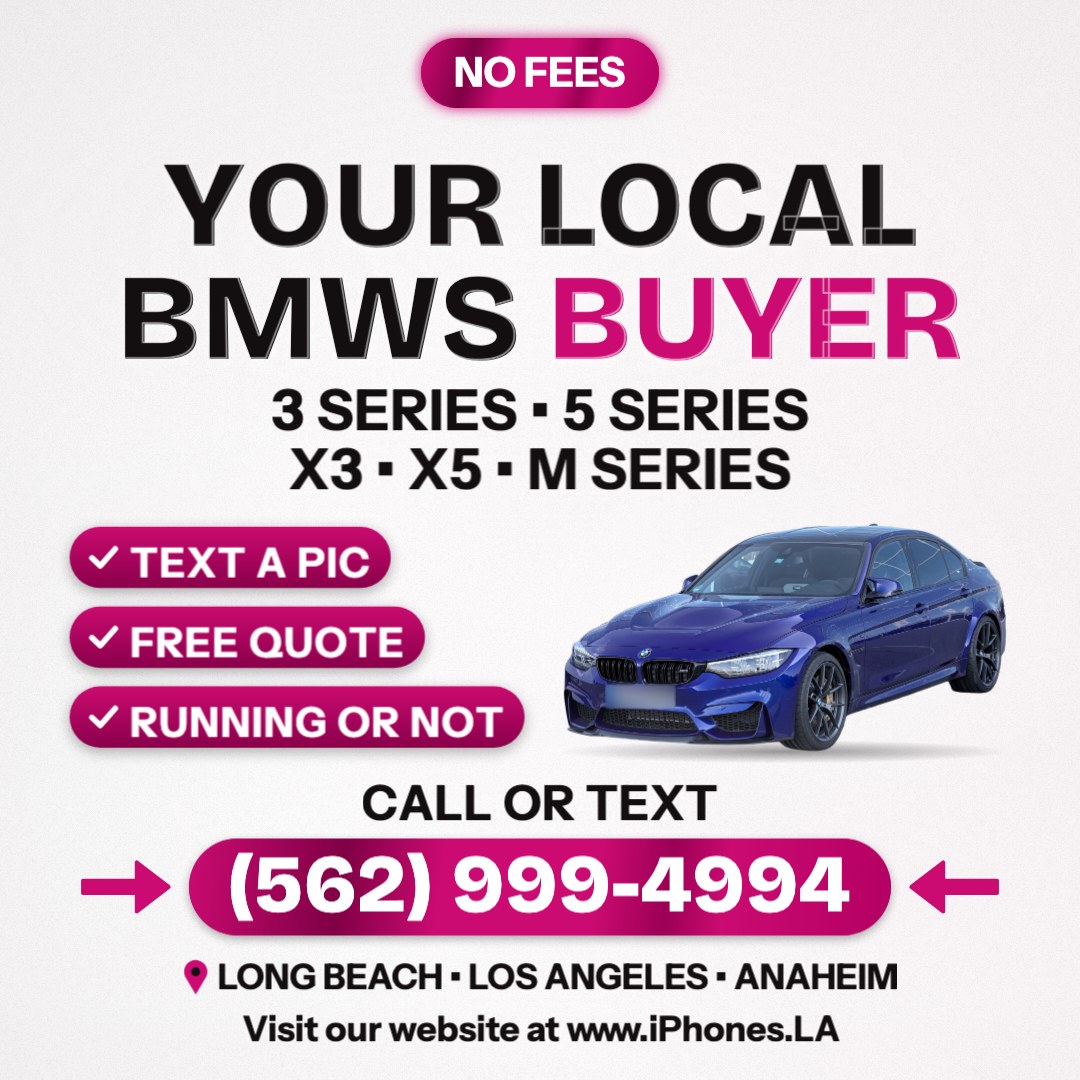 NO FEES
YOUR LOCAL
BMWS BUYER
3 SERIES ▪ 5 SERIES
X3 ▪ X5 ▪ M SERIES
TEXT A PIC
FREE QUOTE
RUNNING OR NOT
CALL OR TEXT
(562) 999-4994
LONG BEACH ▪ LOS ANGELES ▪ ANAHEIM
Visit our website at www.iPhones.LA